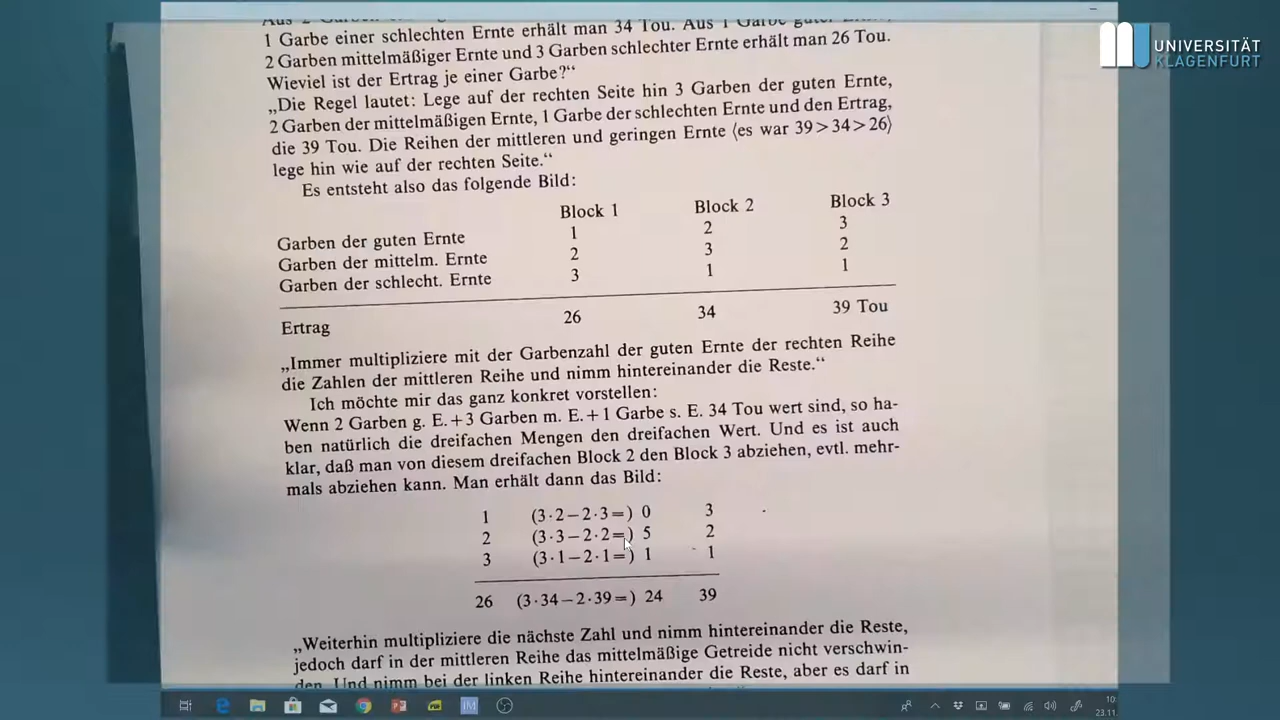 Aus 2 Garben
1 Garbe einer schlechten Ernte erhält man 34 Tou. Aus 1 Garbe guter Ernte,
2 Garben mittelmäßiger Ernte und 3 Garben schlechter Ernte erhält man 26 Tou.
Wieviel ist der Ertrag je einer Garbe?“
„Die Regel lautet: Lege auf der rechten Seite hin 3 Garben der guten Ernte,
2 Garben der mittelmäßigen Ernte, 1 Garbe der schlechten Ernte und den Ertrag,
die 39 Tou. Die Reihen der mittleren und geringen Ernte ⟨es war 39>34>26⟩
lege hin wie auf der rechten Seite.“
Es entsteht also das folgende Bild:
Block 1 Block 2 Block 3
Garben der guten Ernte 1 2 3
Garben der mittelm. Ernte 2 3 2
Garben der schlecht. Ernte 3 1 1
Ertrag 26 34 39 Tou
„Immer multipliziere mit der Garbenzahl der guten Ernte der rechten Reihe
die Zahlen der mittleren Reihe und nimm hintereinander die Reste.“
Ich möchte mir das ganz konkret vorstellen:
Wenn 2 Garben g. E.+3 Garben m. E.+1 Garbe s. E. 34 Tou wert sind, so ha-
ben natürlich die dreifachen Mengen den dreifachen Wert. Und es ist auch
klar, daß man von diesem dreifachen Block 2 den Block 3 abziehen, evtl. mehr-
mals abziehen kann. Man erhält dann das Bild:
1 (3·2−2·3=) 0 3
2 (3·3−2·2=) 5 2
3 (3·1−2·1=) 1 1
26 (3·34−2·39=) 24 39
„Weiterhin multipliziere die nächste Zahl und nimm hintereinander die Reste,
jedoch darf in der mittleren Reihe das mittelmäßige Getreide nicht verschwin-
den. Und nimm bei der linken Reihe hintereinander die Reste, aber es darf in
UNIVERSITÄT
KLAGENFURT
10:
23.11